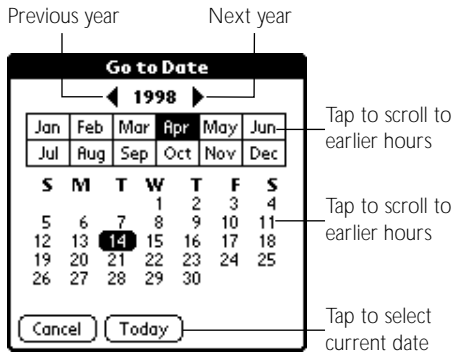 Previous year Next year
Go to Date
1998
Jan Feb Mar Apr May Jun
Jul Aug Sep Oct Nov Dec
Tap to scroll to
earlier hours
S M T W T F S
1 2 3 4
5 6 7 8 9 10 11
12 13 14 15 16 17 18
19 20 21 22 23 24 25
26 27 28 29 30
Tap to scroll to
earlier hours
Cancel Today
Tap to select
current date